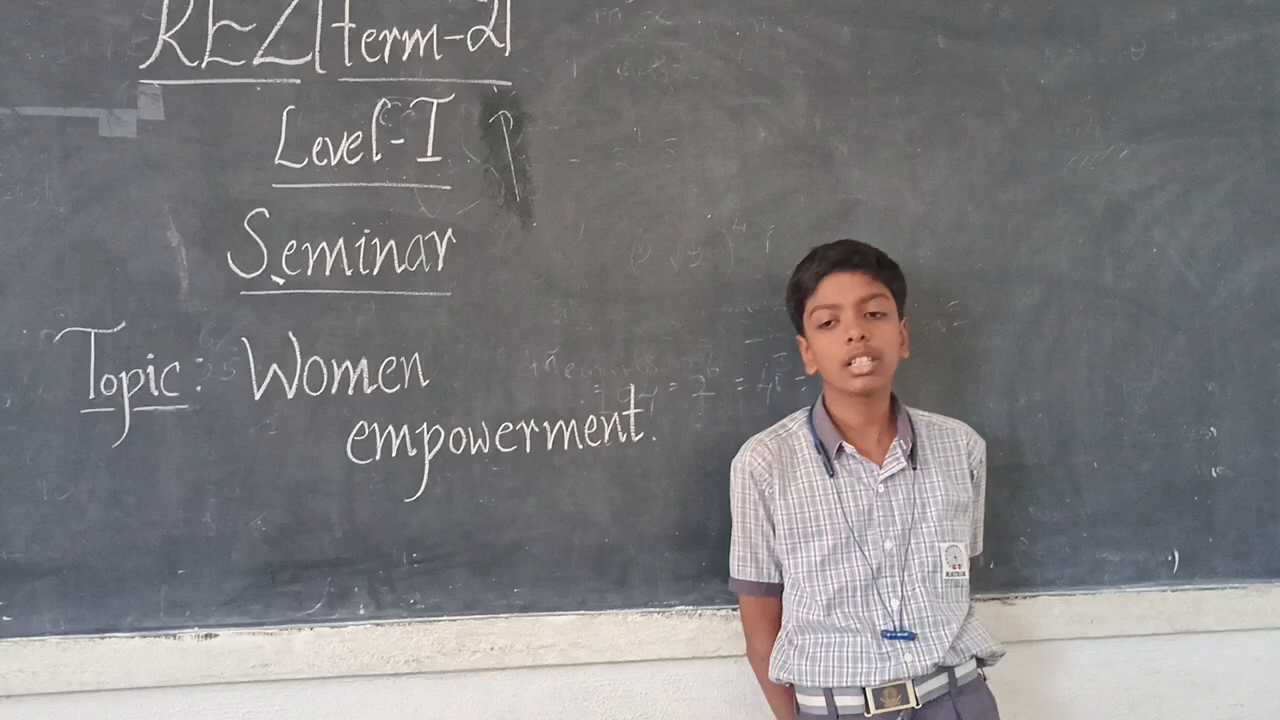 REZ|term-2|
Level-I
Seminar
Topic: Women
empowerment.